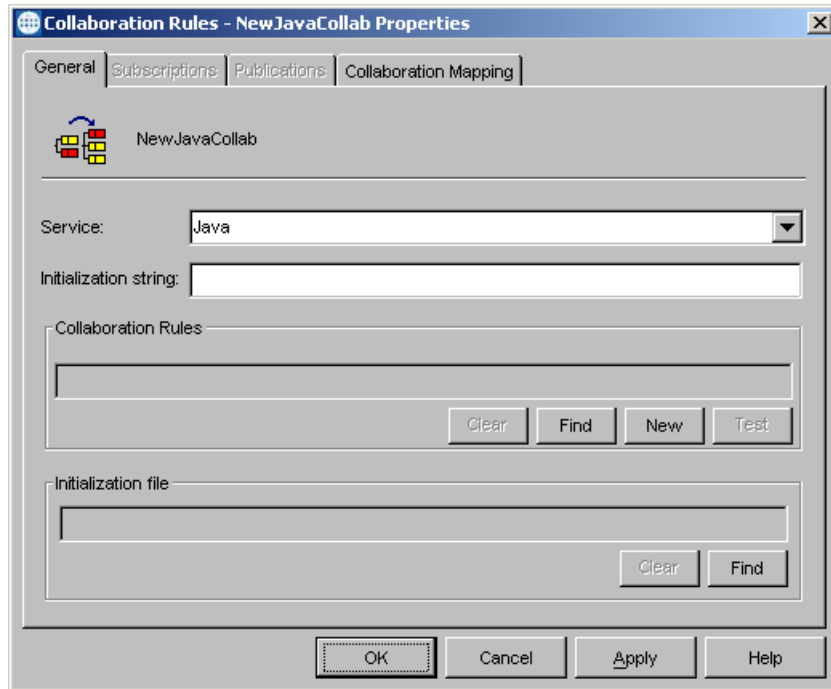 Collaboration Rules - NewJavaCollab Properties
General Subscriptions Publications Collaboration Mapping
NewJavaCollab
Service: Java
Initialization string:
Collaboration Rules
Clear Find New Test
Initialization file
Clear Find
OK Cancel Apply Help